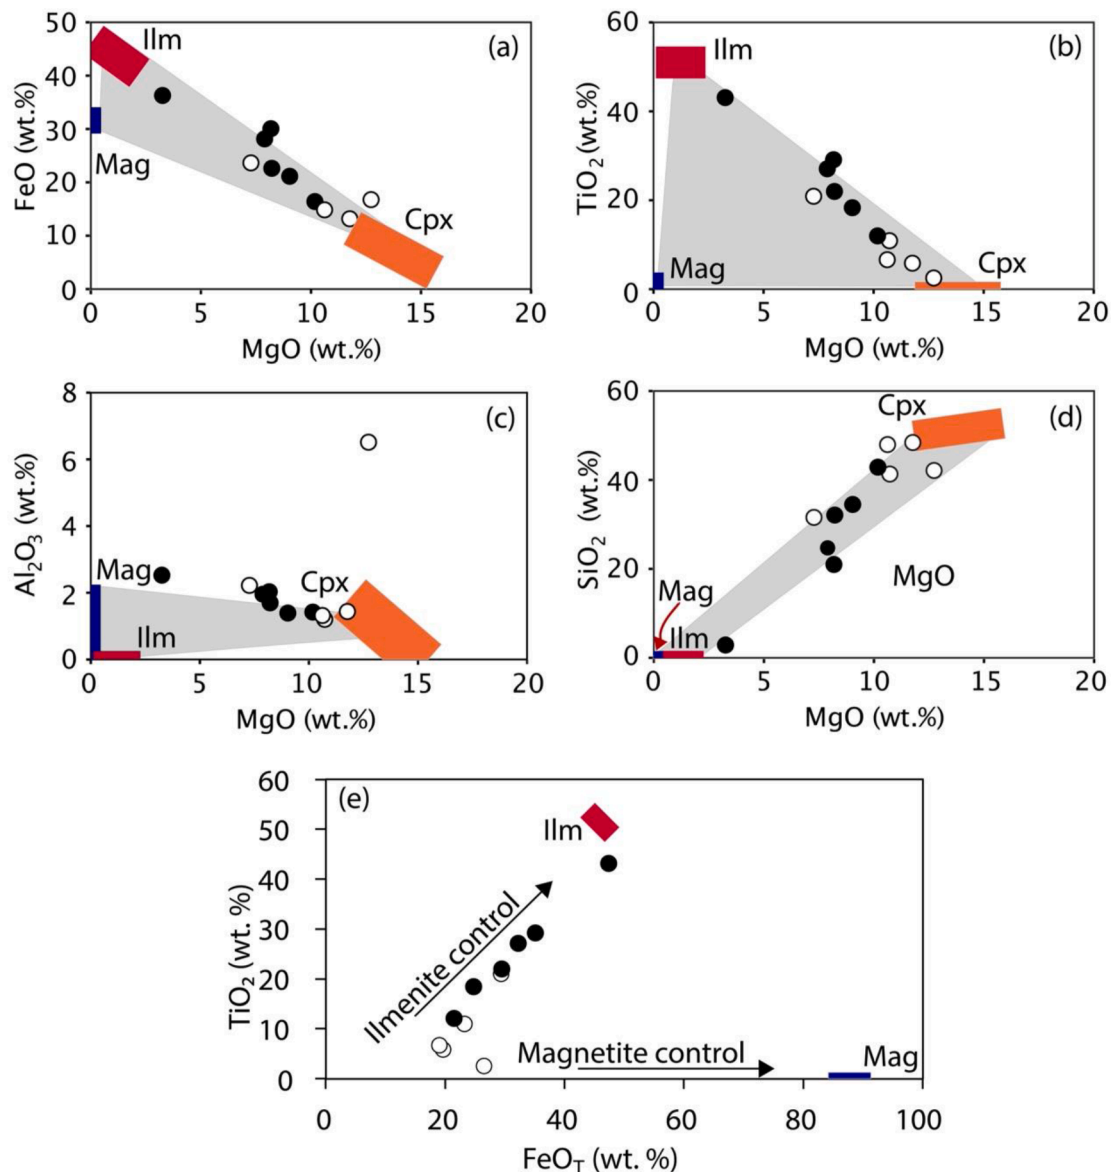 50
40
30
20
10
0
FeO (wt.%)
Ilm
Mag
Cpx
(a)
0
5
10
15
20
MgO (wt.%)
60
40
20
0
TiO2 (wt.%)
Ilm
Mag
Cpx
(b)
0
5
10
15
20
MgO (wt.%)
8
6
4
2
0
Al2O3 (wt.%)
Mag
Ilm
Cpx
(c)
0
5
10
15
20
MgO (wt.%)
60
40
20
0
SiO2 (wt.%)
Cpx
(d)
MgO
Mag
Ilm
0
5
10
15
20
MgO (wt.%)
60
50
40
30
20
10
0
TiO2 (wt. %)
(e)
Ilm
Ilmenite control
Magnetite control
Mag
0
20
40
60
80
100
FeOT (wt. %)